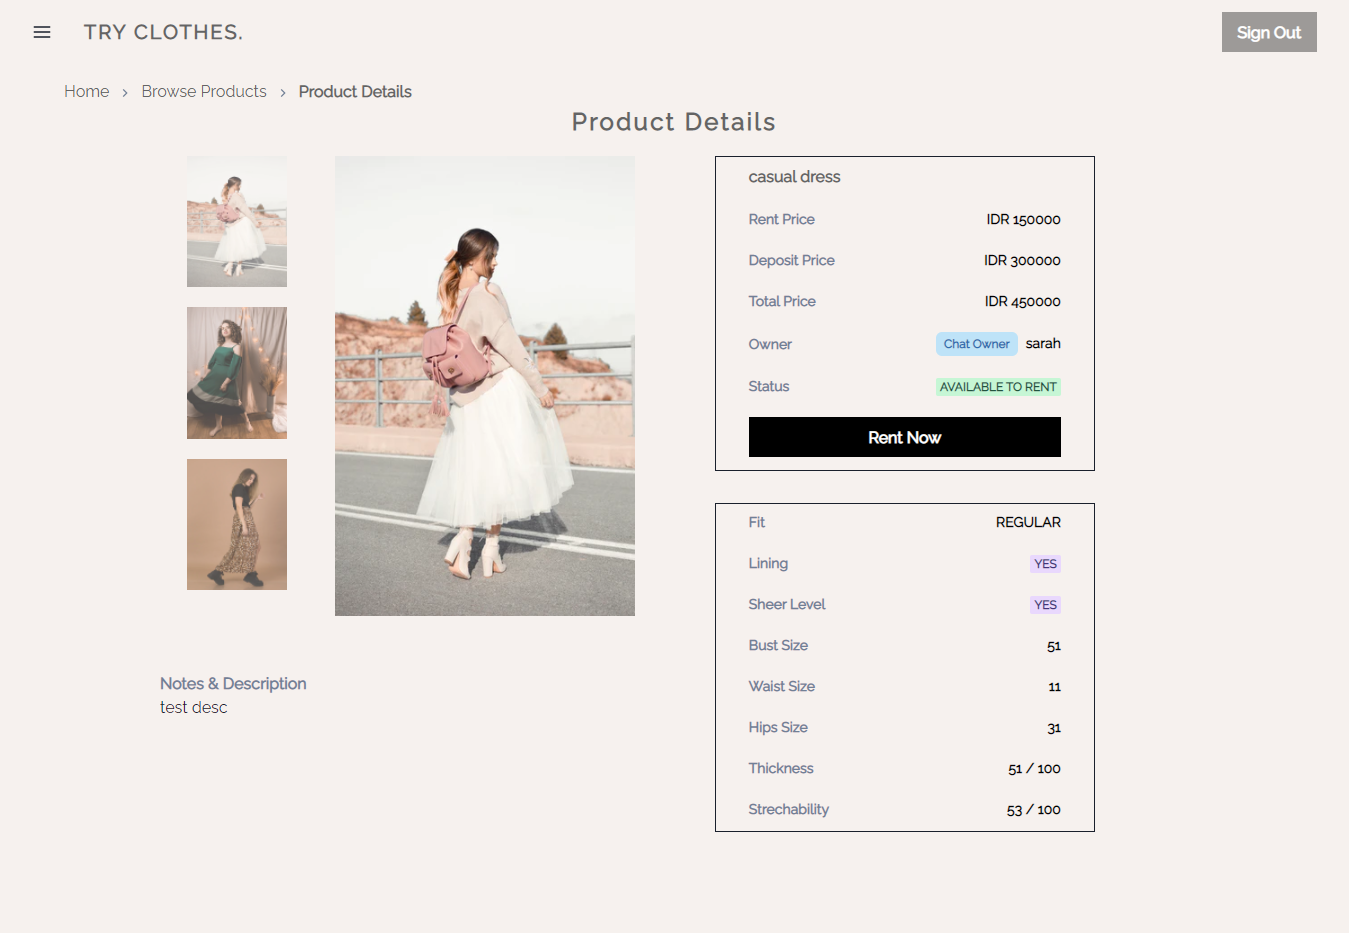 TRY CLOTHES.
Sign Out
Home › Browse Products › Product Details
Product Details
casual dress
Rent Price IDR 150000
Deposit Price IDR 300000
Total Price IDR 450000
Owner Chat Owner sarah
Status AVAILABLE TO RENT
Rent Now
Fit REGULAR
Lining YES
Sheer Level YES
Bust Size 51
Waist Size 11
Hips Size 31
Thickness 51 / 100
Strechability 53 / 100
Notes & Description
test desc